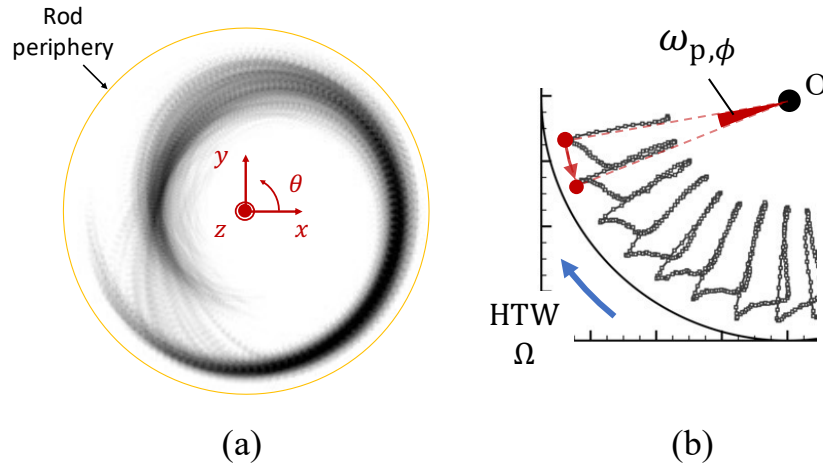 Rod
periphery
y
θ
z
x
(a)
ω_{p,ϕ}
O
HTW
Ω
(b)